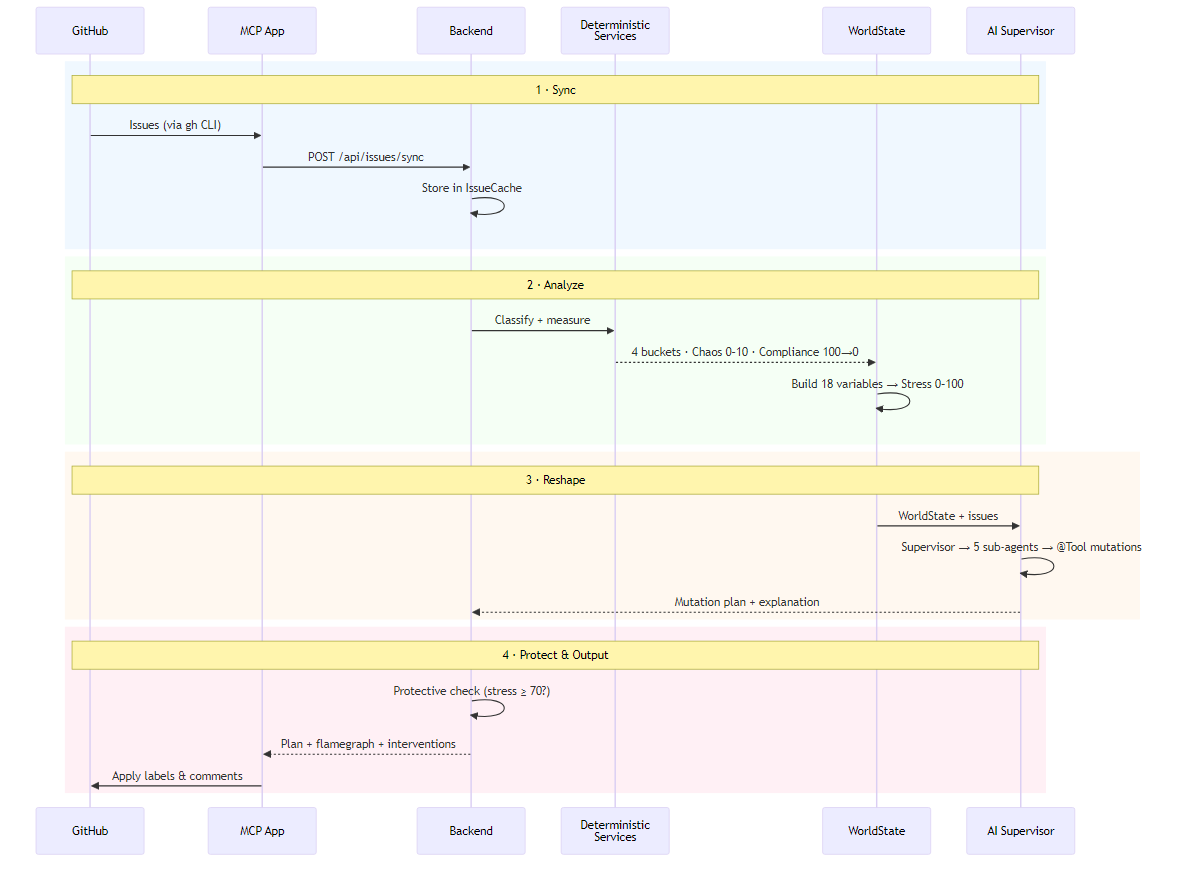 GitHub
MCP App
Backend
Deterministic
Services
WorldState
AI Supervisor
1 · Sync
Issues (via gh CLI)
POST /api/issues/sync
Store in IssueCache
2 · Analyze
Classify + measure
4 buckets · Chaos 0-10 · Compliance 100→0
Build 18 variables → Stress 0-100
3 · Reshape
WorldState + issues
Supervisor → 5 sub-agents → @Tool mutations
Mutation plan + explanation
4 · Protect & Output
Protective check (stress ≥ 70?)
Plan + flamegraph + interventions
Apply labels & comments
GitHub
MCP App
Backend
Deterministic
Services
WorldState
AI Supervisor